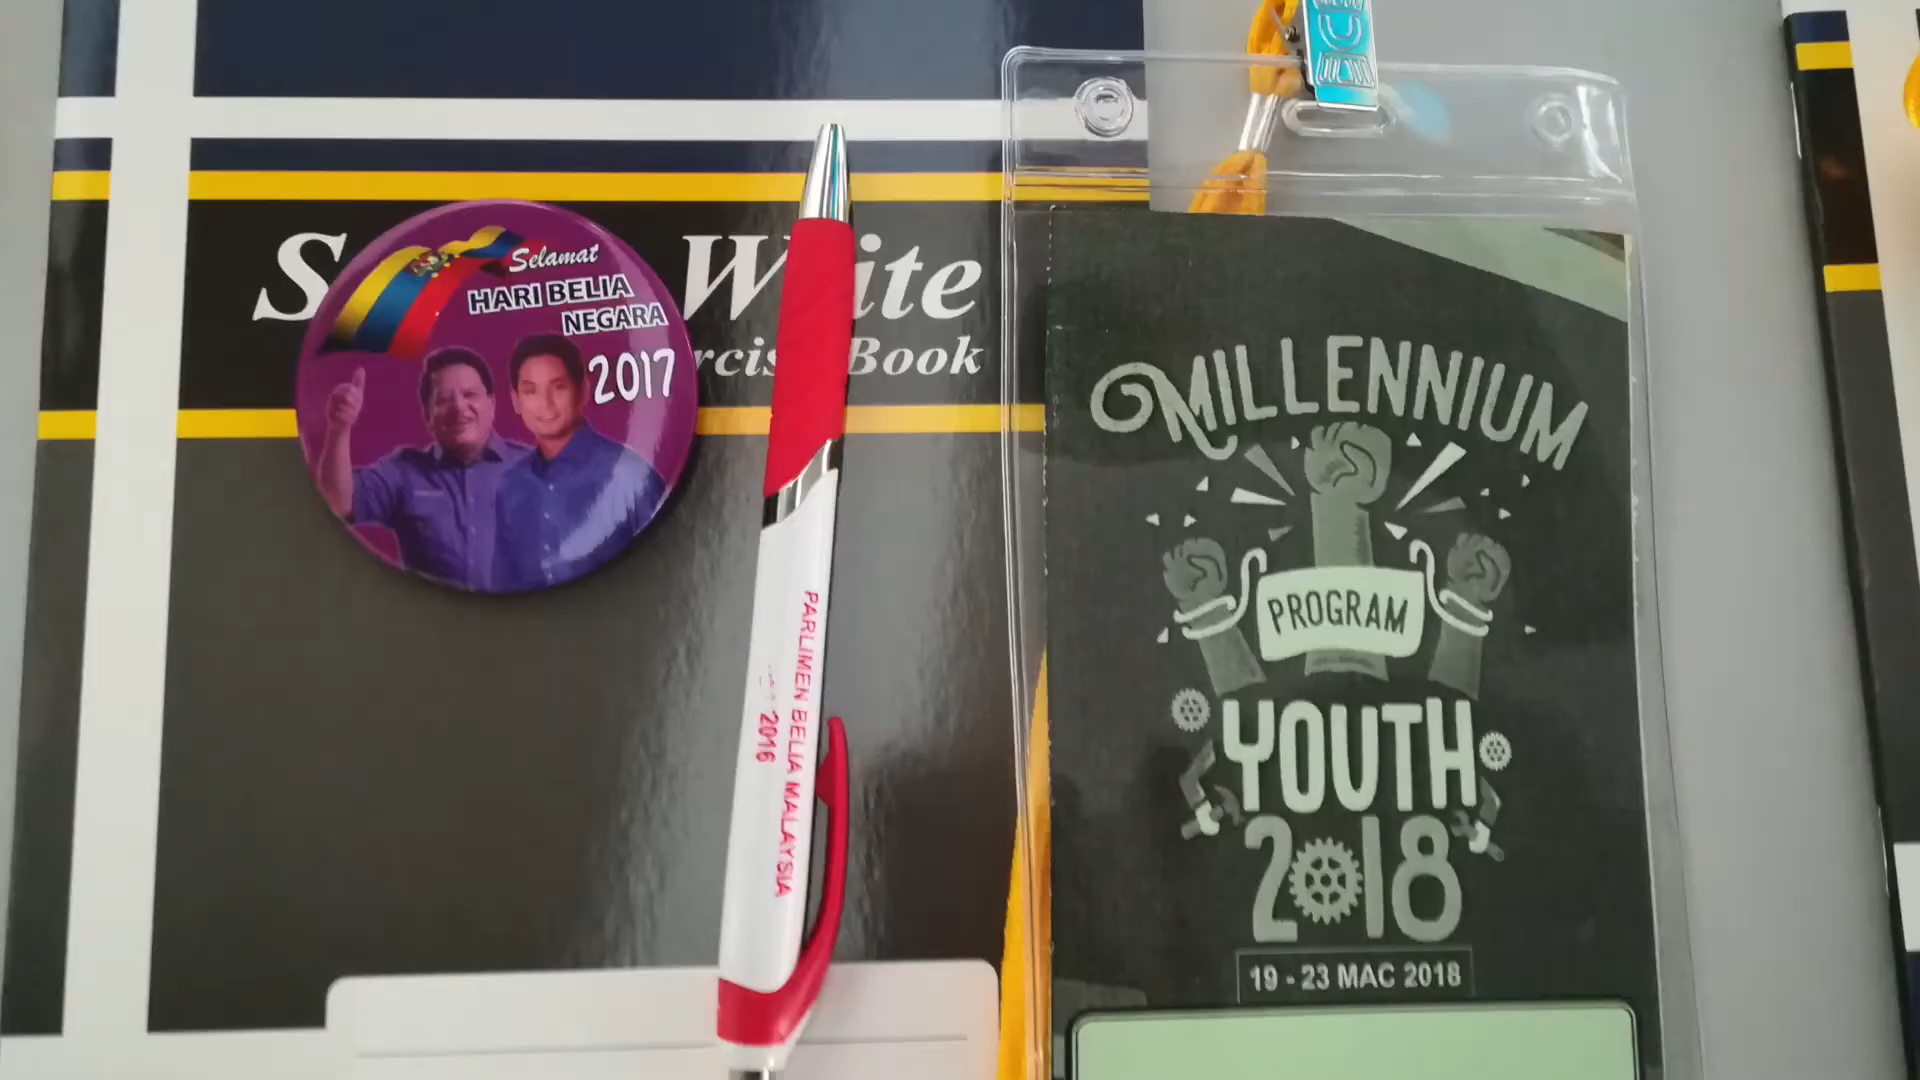 Selamat
HARI BELIA
NEGARA
2017
Book
PARLIMEN BELIA MALAYSIA
2016
MILLENNIUM
PROGRAM
YOUTH
2018
19 - 23 MAC 2018